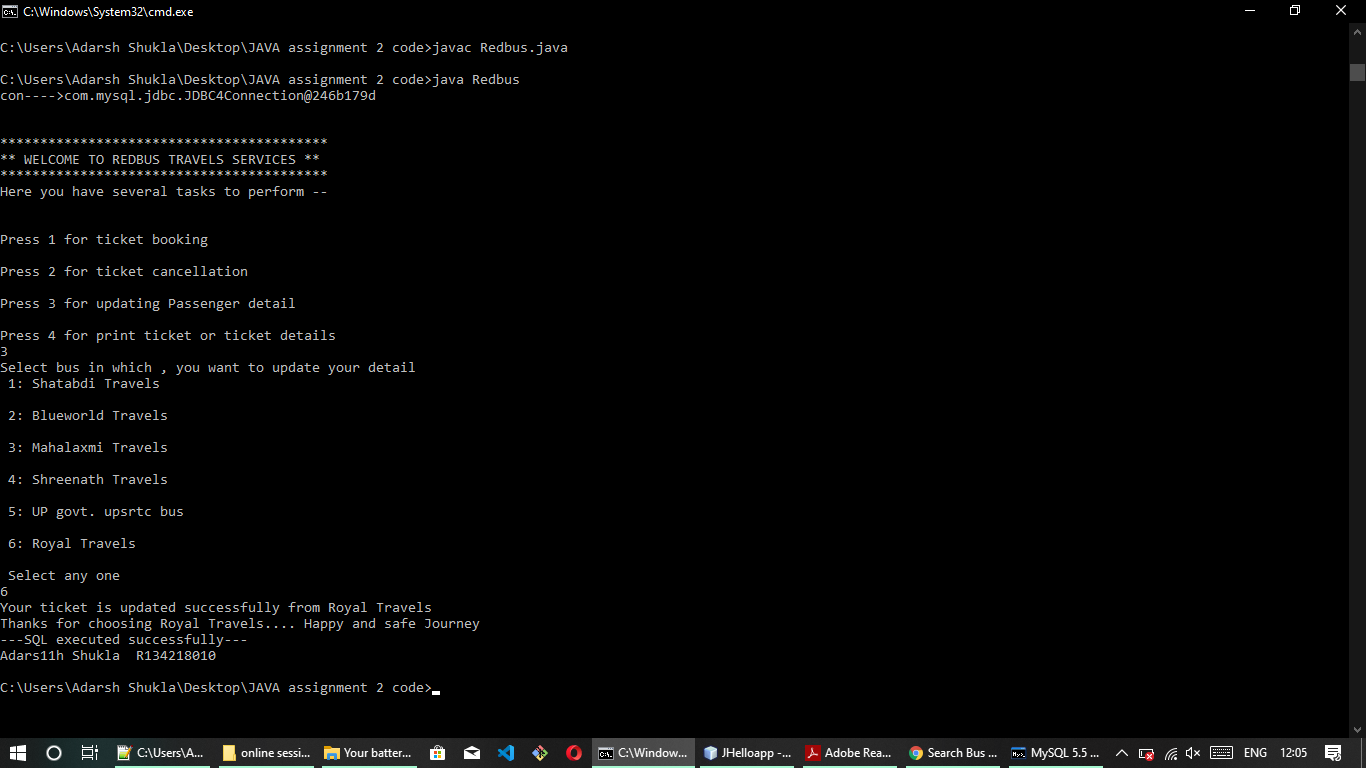 C:\Windows\System32\cmd.exe
C:\Users\Adarsh Shukla\Desktop\JAVA assignment 2 code>javac Redbus.java
C:\Users\Adarsh Shukla\Desktop\JAVA assignment 2 code>java Redbus
con---->com.mysql.jdbc.JDBC4Connection@246b179d
*****************************************
** WELCOME TO REDBUS TRAVELS SERVICES **
*****************************************
Here you have several tasks to perform --
Press 1 for ticket booking
Press 2 for ticket cancellation
Press 3 for updating Passenger detail
Press 4 for print ticket or ticket details
3
Select bus in which , you want to update your detail
1: Shatabdi Travels
2: Blueworld Travels
3: Mahalaxmi Travels
4: Shreenath Travels
5: UP govt. upsrtc bus
6: Royal Travels
Select any one
6
Your ticket is updated successfully from Royal Travels
Thanks for choosing Royal Travels.... Happy and safe Journey
---SQL executed successfully---
Adars11h Shukla  R134218010
C:\Users\Adarsh Shukla\Desktop\JAVA assignment 2 code>
C:\Users\A... online sessi... Your batter... C:\Window... JHelloapp -... Adobe Rea... Search Bus ... MySQL 5.5 ... ENG 12:05